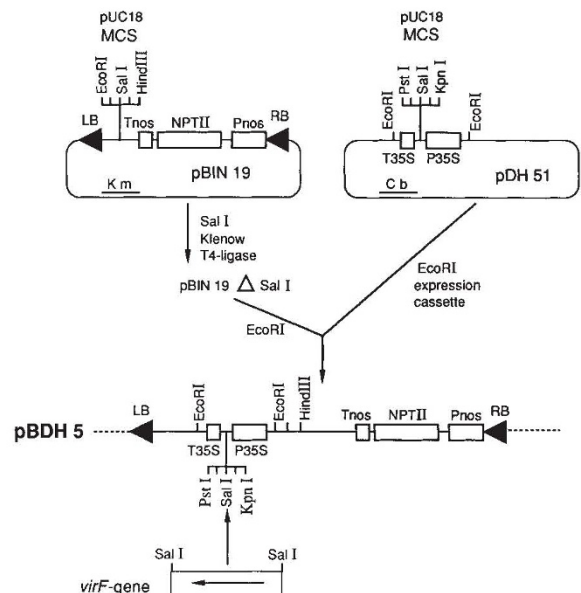 pUC18
MCS
EcoRI
Sal I
HindIII
LB
Tnos
NPTII
Pnos
RB
pBIN 19
K m
pUC18
MCS
Pst I
Sal I
Kpn I
EcoRI
EcoRI
T35S
P35S
C b
pDH 51
Sal I
Klenow
T4-ligase
pBIN 19 △ Sal I
EcoRI
EcoRI
expression
cassette
pBDH 5
LB
EcoRI
EcoRI
HindIII
Tnos
NPTII
Pnos
RB
T35S
P35S
Pst I
Sal I
Kpn I
Sal I
Sal I
virF-gene